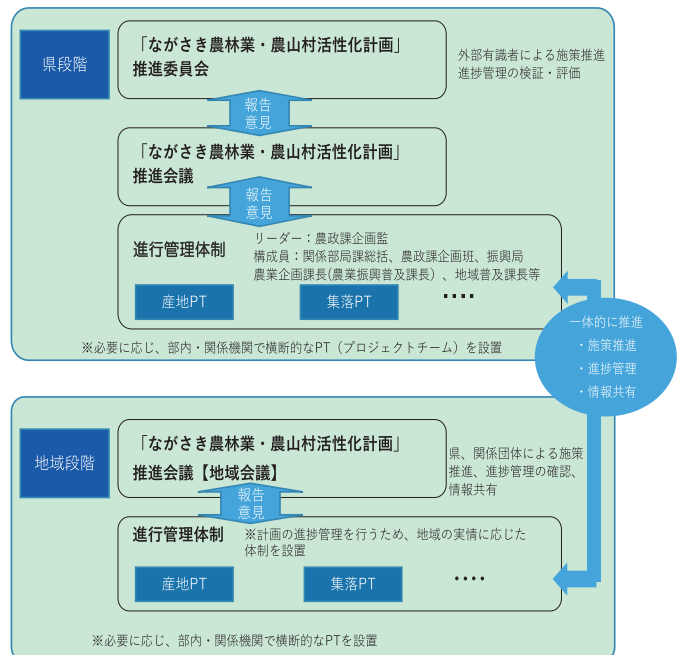 県段階
「ながさき農林業・農山村活性化計画」
推進委員会
外部有識者による施策推進
進捗管理の検証・評価
報告
意見
「ながさき農林業・農山村活性化計画」
推進会議
報告
意見
進行管理体制
リーダー：農政課企画監
構成員：関係部局課総括、農政課企画班、振興局
農業企画課長(農業振興普及課長）、地域普及課長等
産地PT
集落PT
････
※必要に応じ、部内・関係機関で横断的なPT（プロジェクトチーム）を設置
一体的に推進
・施策推進
・進捗管理
・情報共有
地域段階
「ながさき農林業・農山村活性化計画」
推進会議【地域会議】
県、関係団体による施策
推進、進捗管理の確認、
情報共有
報告
意見
進行管理体制
※計画の進捗管理を行うため、地域の実情に応じた
体制を設置
産地PT
集落PT
････
※必要に応じ、部内・関係機関で横断的なPTを設置